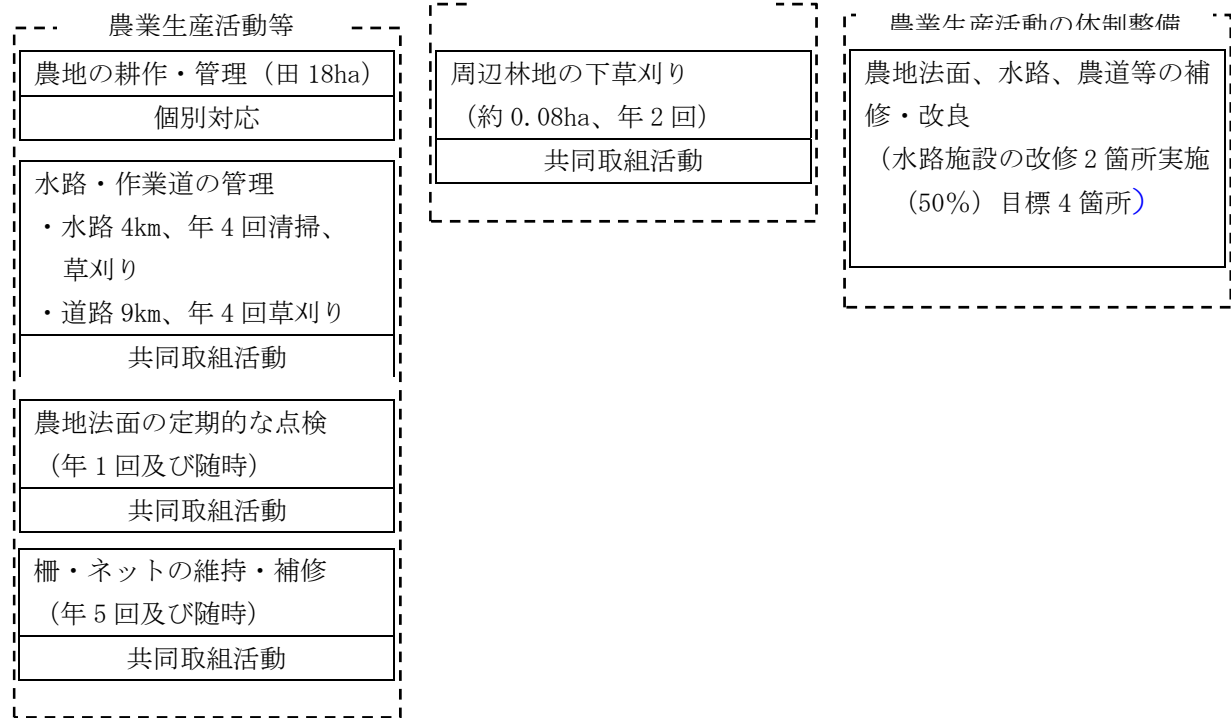 農業生産活動等
農地の耕作・管理（田 18ha）
個別対応
水路・作業道の管理
・水路 4km、年 4 回清掃、
草刈り
・道路 9km、年 4 回草刈り
共同取組活動
農地法面の定期的な点検
（年 1 回及び随時）
共同取組活動
柵・ネットの維持・補修
（年 5 回及び随時）
共同取組活動
周辺林地の下草刈り
（約 0.08ha、年 2 回）
共同取組活動
農業生産活動の体制整備
農地法面、水路、農道等の補
修・改良
（水路施設の改修 2 箇所実施
（50％）目標 4 箇所）